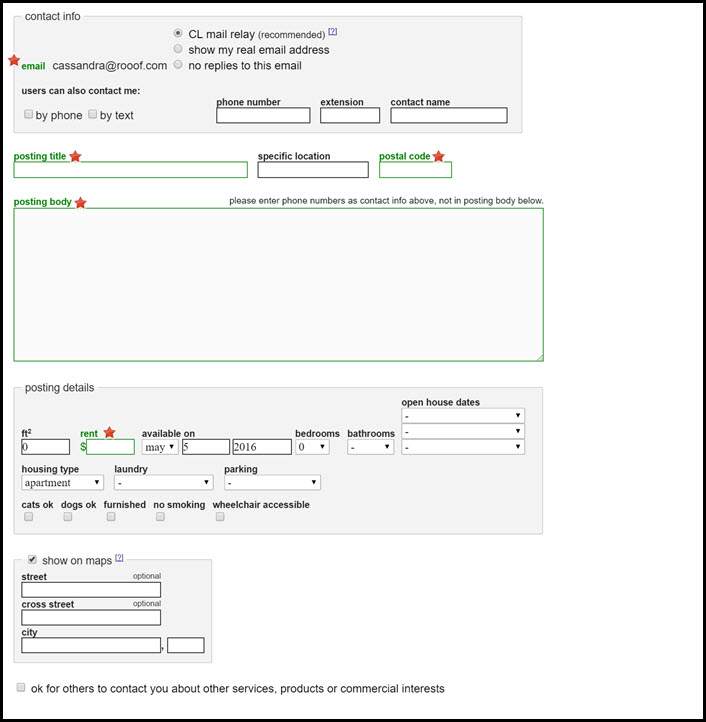 contact info
CL mail relay (recommended) [?]
show my real email address
email cassandra@rooof.com no replies to this email
users can also contact me:
by phone by text
phone number extension contact name
posting title specific location postal code
posting body please enter phone numbers as contact info above, not in posting body below.
posting details
open house dates
-
-
-
ft2 rent available on bedrooms bathrooms
0 $ may 5 2016 0 -
housing type laundry parking
apartment - -
cats ok dogs ok furnished no smoking wheelchair accessible
show on maps [?]
street optional
cross street optional
city
,
ok for others to contact you about other services, products or commercial interests